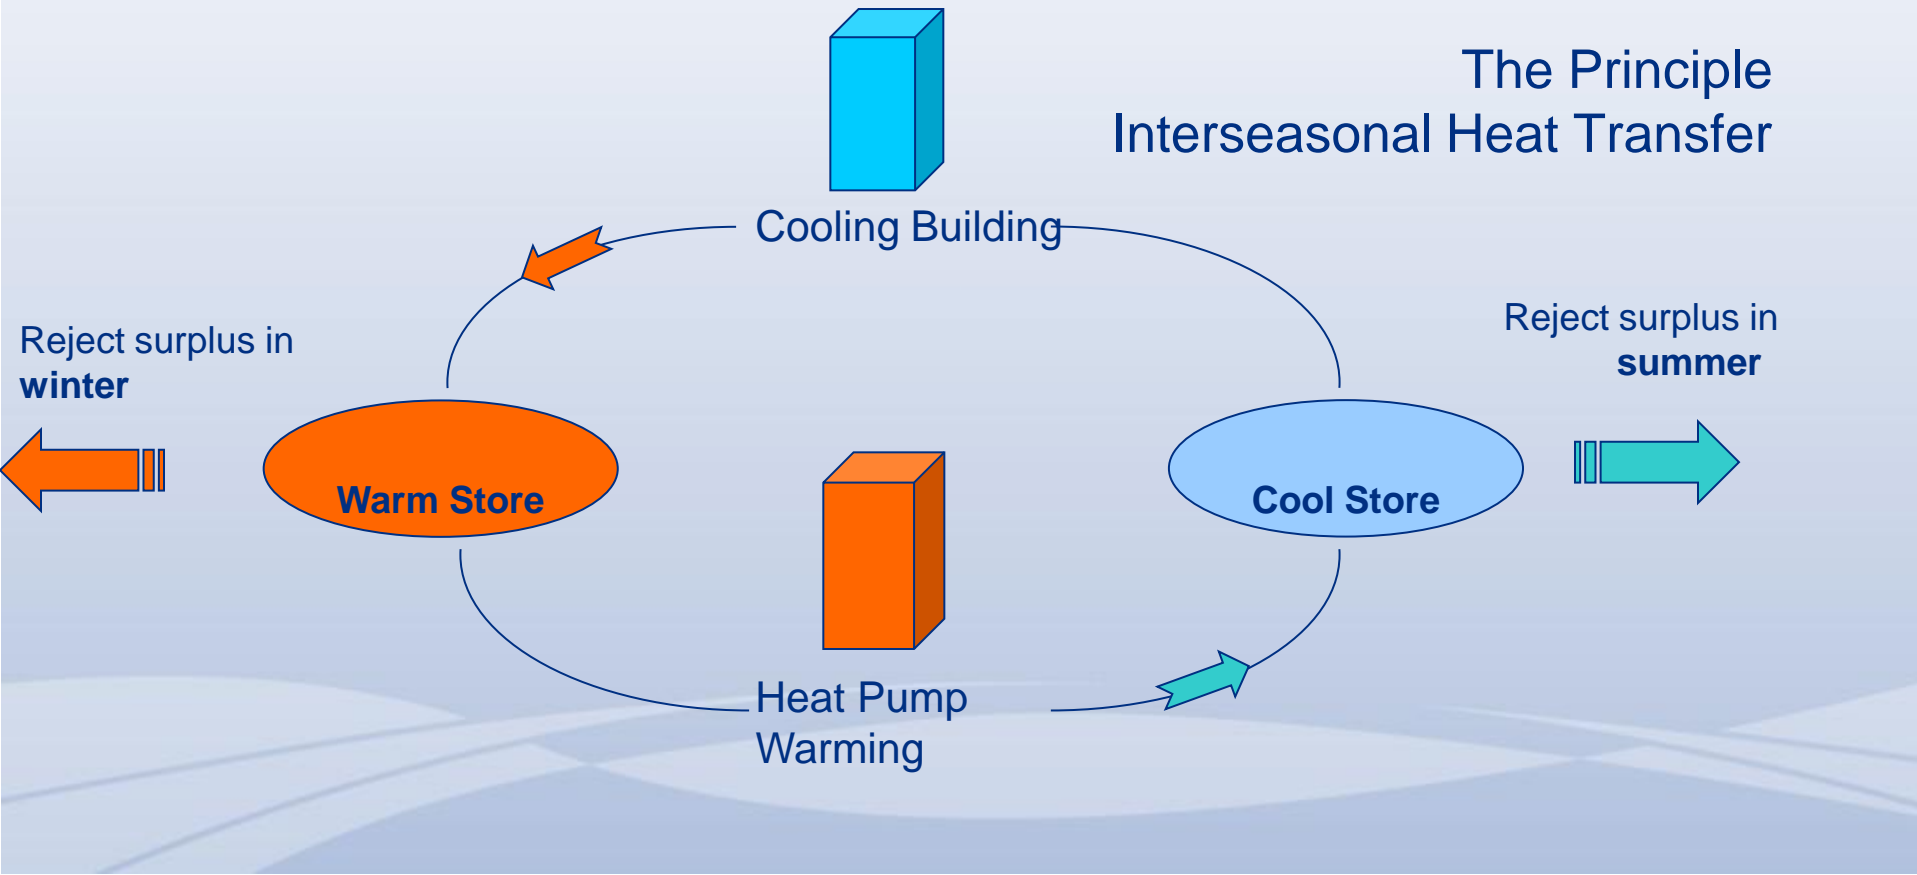 The Principle
Interseasonal Heat Transfer
Cooling Building
Reject surplus in
winter
Reject surplus in
summer
Warm Store
Cool Store
Heat Pump
Warming